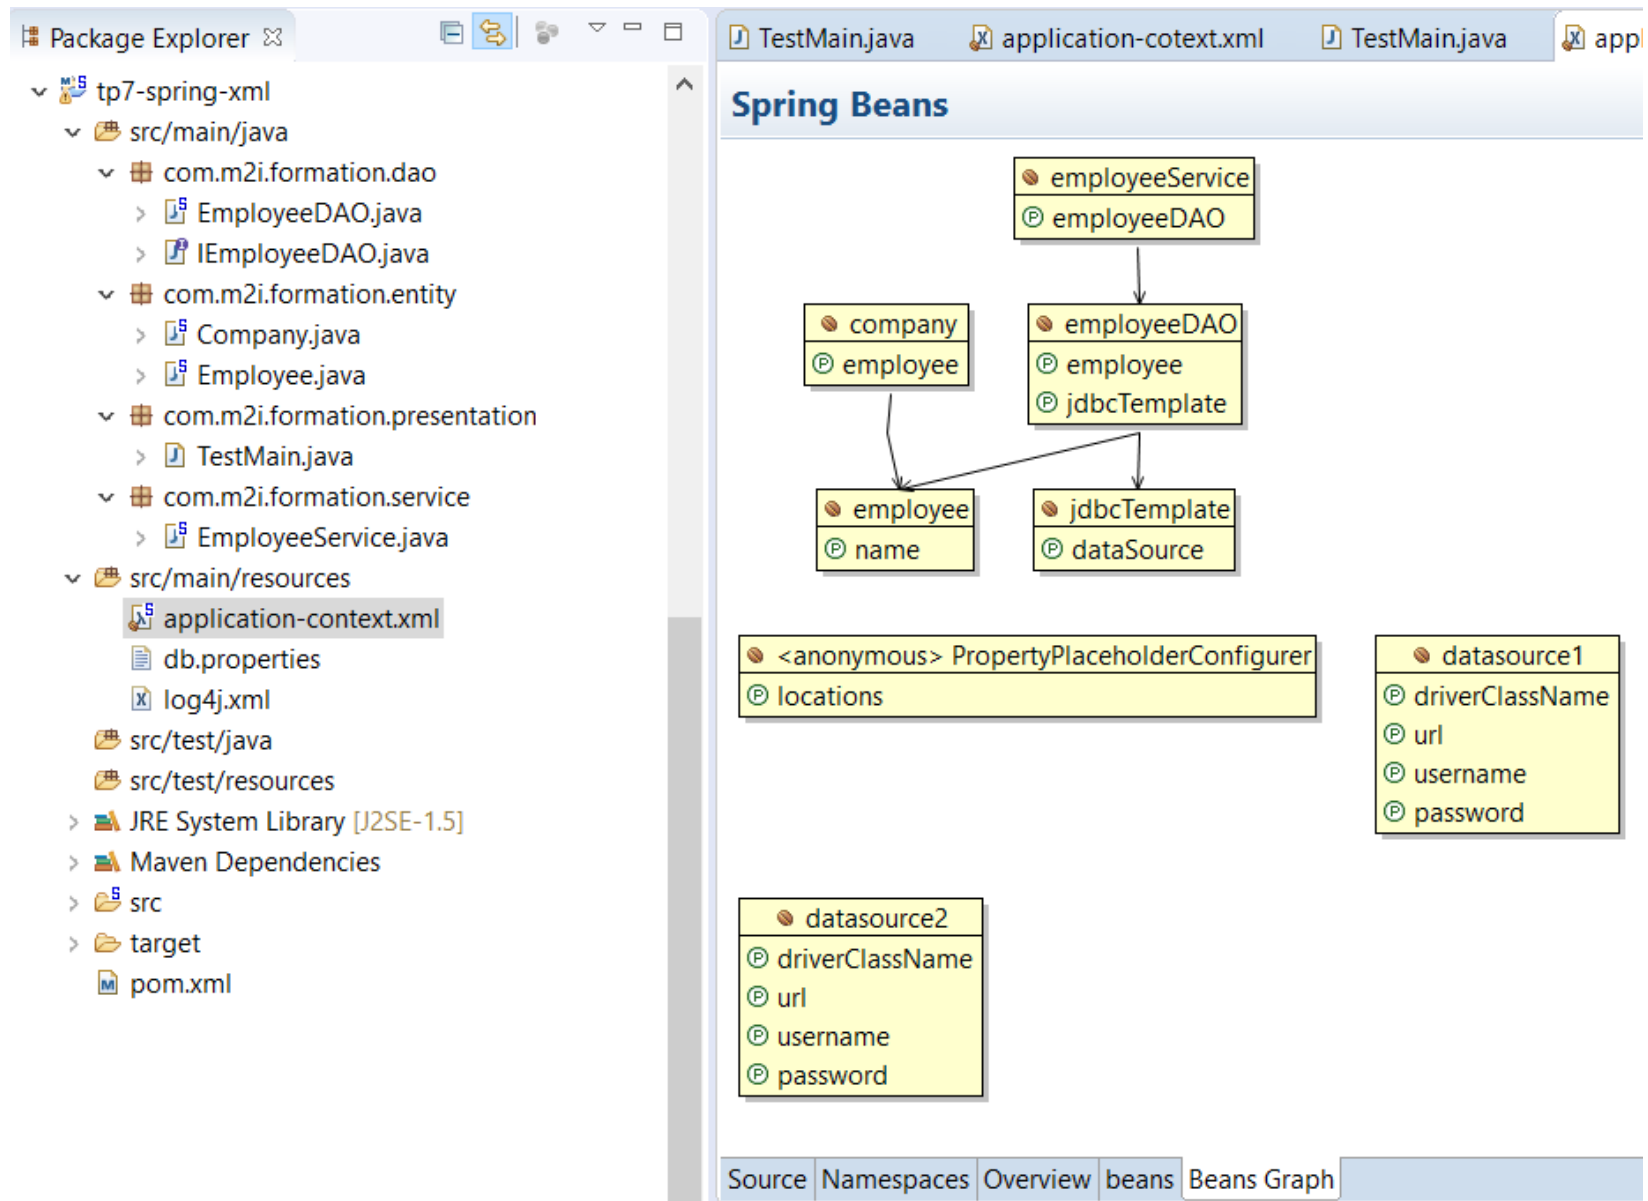 Package Explorer
tp7-spring-xml
src/main/java
com.m2i.formation.dao
EmployeeDAO.java
IEmployeeDAO.java
com.m2i.formation.entity
Company.java
Employee.java
com.m2i.formation.presentation
TestMain.java
com.m2i.formation.service
EmployeeService.java
src/main/resources
application-context.xml
db.properties
log4j.xml
src/test/java
src/test/resources
JRE System Library [J2SE-1.5]
Maven Dependencies
src
target
pom.xml
TestMain.java application-cotext.xml TestMain.java appl
Spring Beans
employeeService
employeeDAO
company
employee
employeeDAO
employee
jdbcTemplate
employee
name
jdbcTemplate
dataSource
<anonymous> PropertyPlaceholderConfigurer
locations
datasource1
driverClassName
url
username
password
datasource2
driverClassName
url
username
password
Source Namespaces Overview beans Beans Graph